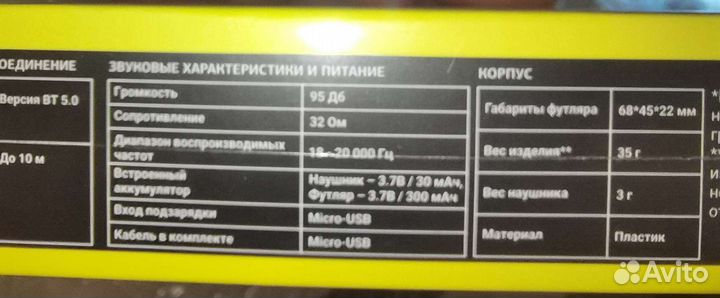 ОЕДИНЕНИЕ
Версия BT 5.0
До 10 м
ЗВУКОВЫЕ ХАРАКТЕРИСТИКИ И ПИТАНИЕ
Громкость 95 Дб
Сопротивление 32 Ом
Диапазон воспроизводимых
частот 18 – 20 000 Гц
Встроенный
аккумулятор
Наушник – 3.7В / 30 мАч,
Футляр – 3.7В / 300 мАч
Вход подзарядки Micro-USB
Кабель в комплекте Micro-USB
КОРПУС
Габариты футляра 68*45*22 мм
Вес изделия** 35 г
Вес наушника 3 г
Материал Пластик
Avito